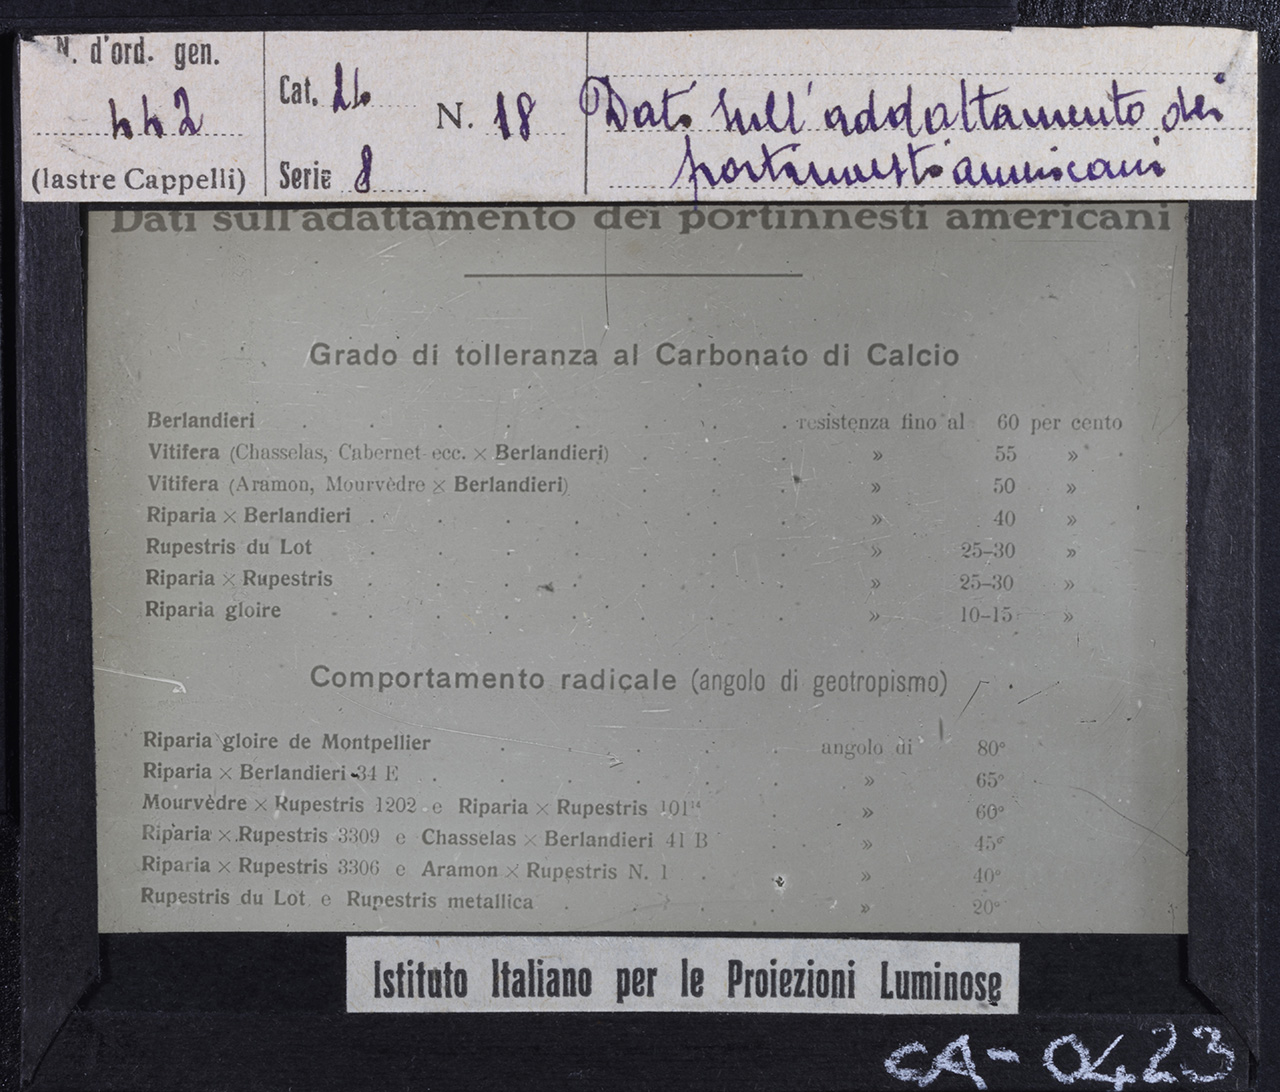 N. d'ord. gen.
442
(lastre Cappelli)
Cat. 26
Serie 8
N. 18
Dati sull'addattamento dei
portinnesti americani
Dati sull'adattamento dei portinnesti americani
Grado di tolleranza al Carbonato di Calcio
Berlandieri . . . . . . . . resistenza fino al 60 per cento
Vitifera (Chasselas, Cabernet ecc. × Berlandieri) . . . » 55 »
Vitifera (Aramon, Mourvèdre × Berlandieri) . . . » 50 »
Riparia × Berlandieri . . . . . . . » 40 »
Rupestris du Lot . . . . . . . » 25–30 »
Riparia × Rupestris . . . . . . . » 25–30 »
Riparia gloire . . . . . . . » 10–15 »
Comportamento radicale (angolo di geotropismo)
Riparia gloire de Montpellier . . . . . angolo di 80°
Riparia × Berlandieri 34 E . . . . . . » 65°
Mourvèdre × Rupestris 1202 e Riparia × Rupestris 101¹⁴ . » 60°
Riparia × Rupestris 3309 e Chasselas × Berlandieri 41 B . . » 45°
Riparia × Rupestris 3306 e Aramon × Rupestris N. 1 . . » 40°
Rupestris du Lot e Rupestris metallica . . . . » 20°
Istituto Italiano per le Proiezioni Luminose
CA-0423